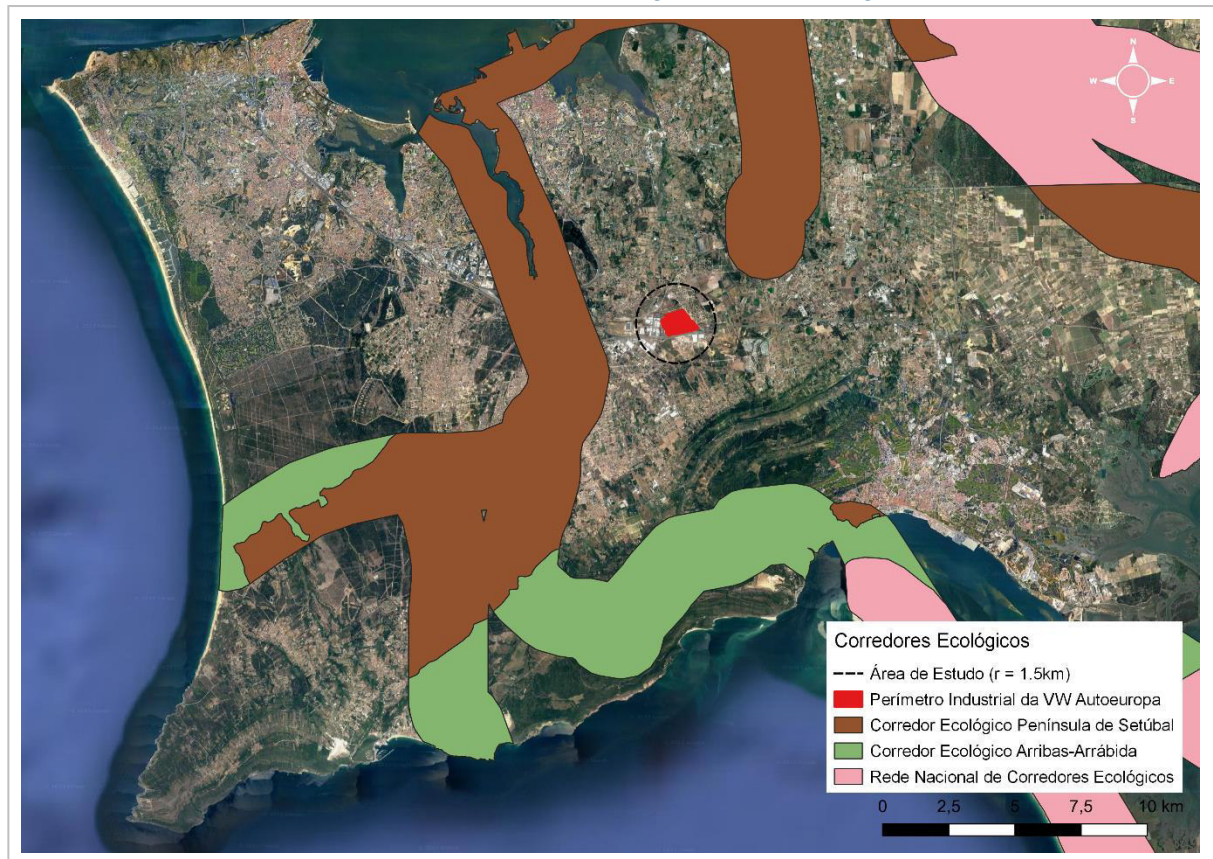 N
W
E
S
Corredores Ecológicos
Área de Estudo (r = 1.5km)
Perímetro Industrial da VW Autoeuropa
Corredor Ecológico Península de Setúbal
Corredor Ecológico Arribas-Arrábida
Rede Nacional de Corredores Ecológicos
0 2,5 5 7,5 10 km